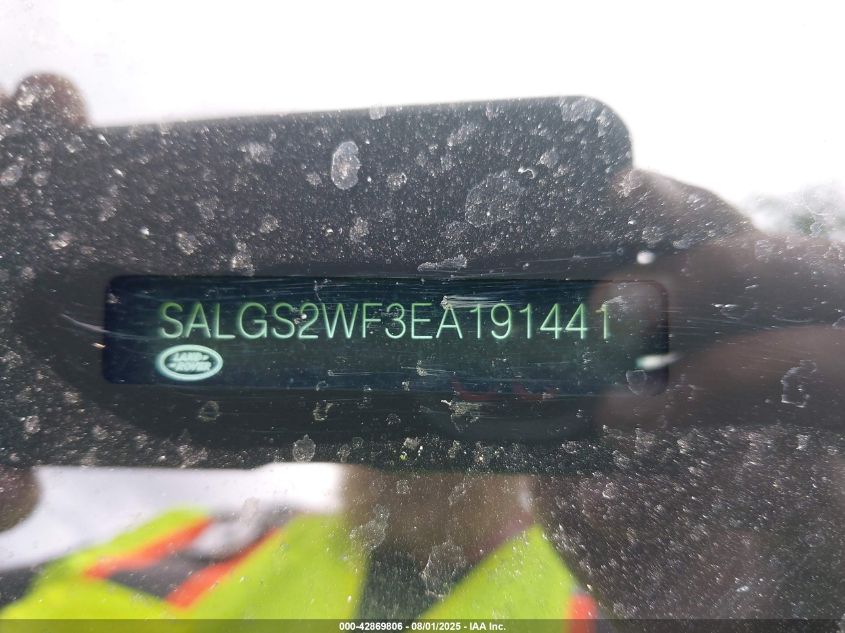 SALGS2WF3EA191441
LAND
ROVER
000-42869806 | 08/01/2025 - IAA Inc.